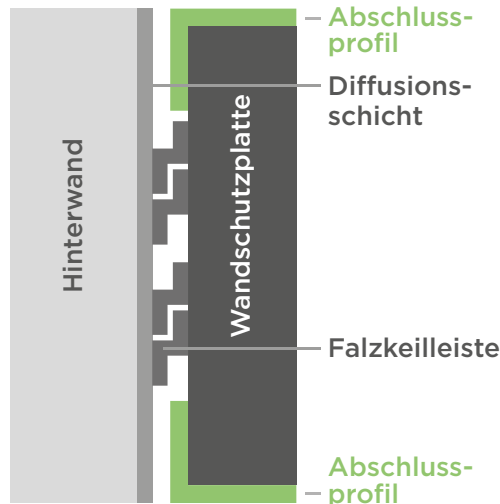 Abschluss-
profil
Diffusions-
schicht
Hinterwand
Wandschutzplatte
Falzkeilleiste
Abschluss-
profil